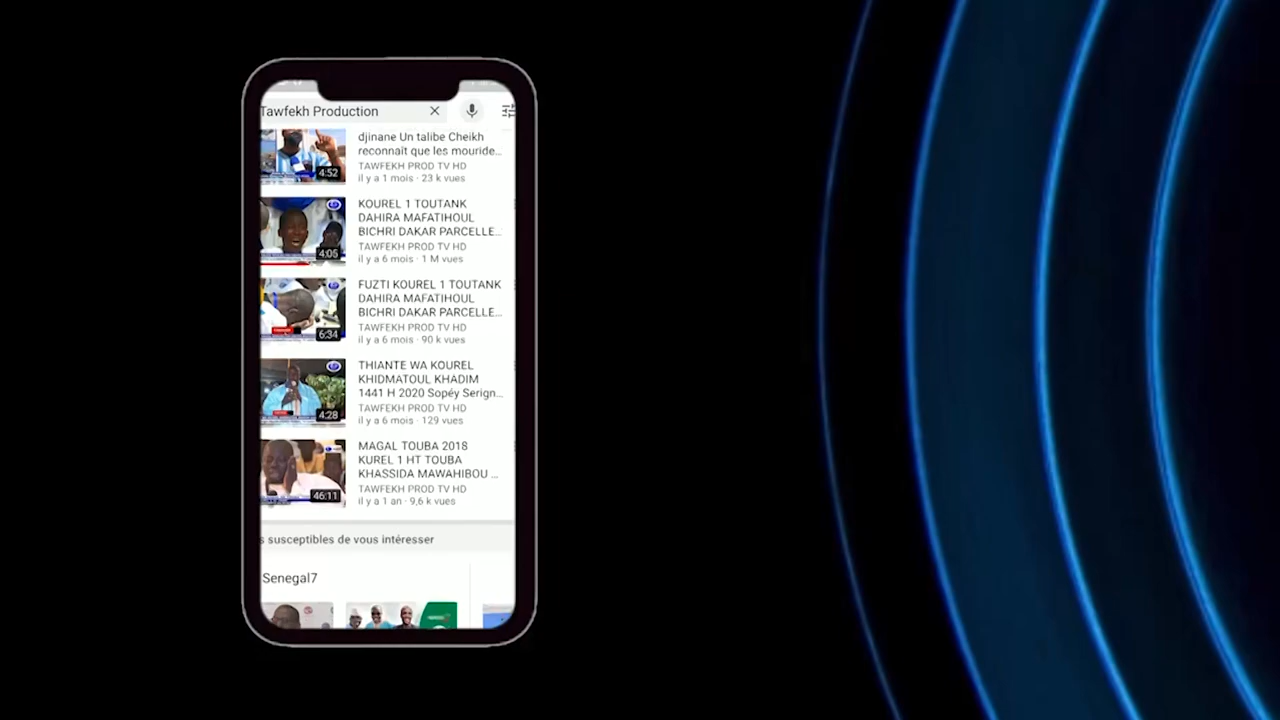 Tawfekh Production
djinane Un talibe Cheikh
reconnaît que les mouride...
TAWFEKH PROD TV HD
il y a 1 mois · 23 k vues
4:52
KOUREL 1 TOUTANK
DAHIRA MAFATIHOUL
BICHRI DAKAR PARCELLE...
TAWFEKH PROD TV HD
il y a 6 mois · 1 M vues
4:05
FUZTI KOUREL 1 TOUTANK
DAHIRA MAFATIHOUL
BICHRI DAKAR PARCELLE...
TAWFEKH PROD TV HD
il y a 6 mois · 90 k vues
6:34
THIANTE WA KOUREL
KHIDMATOUL KHADIM
1441 H 2020 Sopéy Serign...
TAWFEKH PROD TV HD
il y a 6 mois · 129 vues
4:28
MAGAL TOUBA 2018
KUREL 1 HT TOUBA
KHASSIDA MAWAHIBOU ...
TAWFEKH PROD TV HD
il y a 1 an · 9,6 k vues
46:11
s susceptibles de vous intéresser
Senegal7